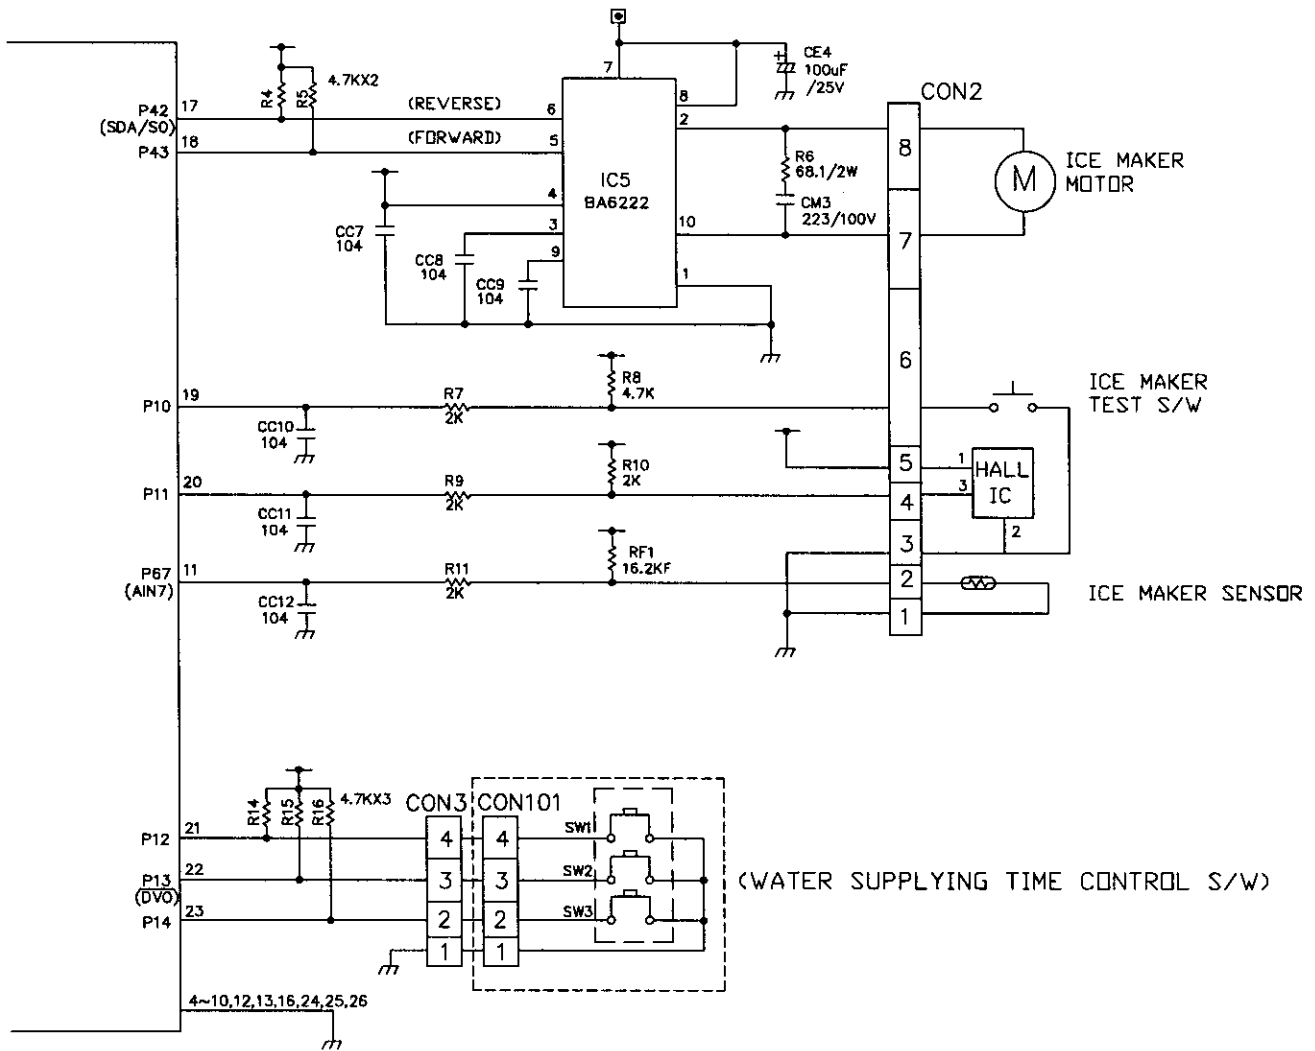 CE4
+
100uF
/25V
7
4.7KX2
R4
R5
8
CON2
P42
17
(REVERSE)
6
2
(SDA/SO)
18
(FORWARD)
5
P43
8
R6
68.1/2W
ICE MAKER
MOTOR
M
IC5
BA6222
4
CM3
223/100V
3
10
7
CC7
104
CC8
104
9
CC9
104
1
6
R8
4.7K
ICE MAKER
TEST S/W
P10
19
R7
2K
CC10
104
5
1
HALL
IC
R10
2K
3
P11
20
R9
2K
4
CC11
104
2
3
RF1
16.2KF
P67
11
(AIN7)
R11
2K
2
ICE MAKER SENSOR
CC12
104
1
R14
R15
R16
4.7KX3
CON3
CON101
P12
21
4
4
SW1
P13
22
3
3
SW2
(WATER SUPPLYING TIME CONTROL S/W)
(DVO)
P14
23
2
2
SW3
1
1
4~10,12,13,16,24,25,26